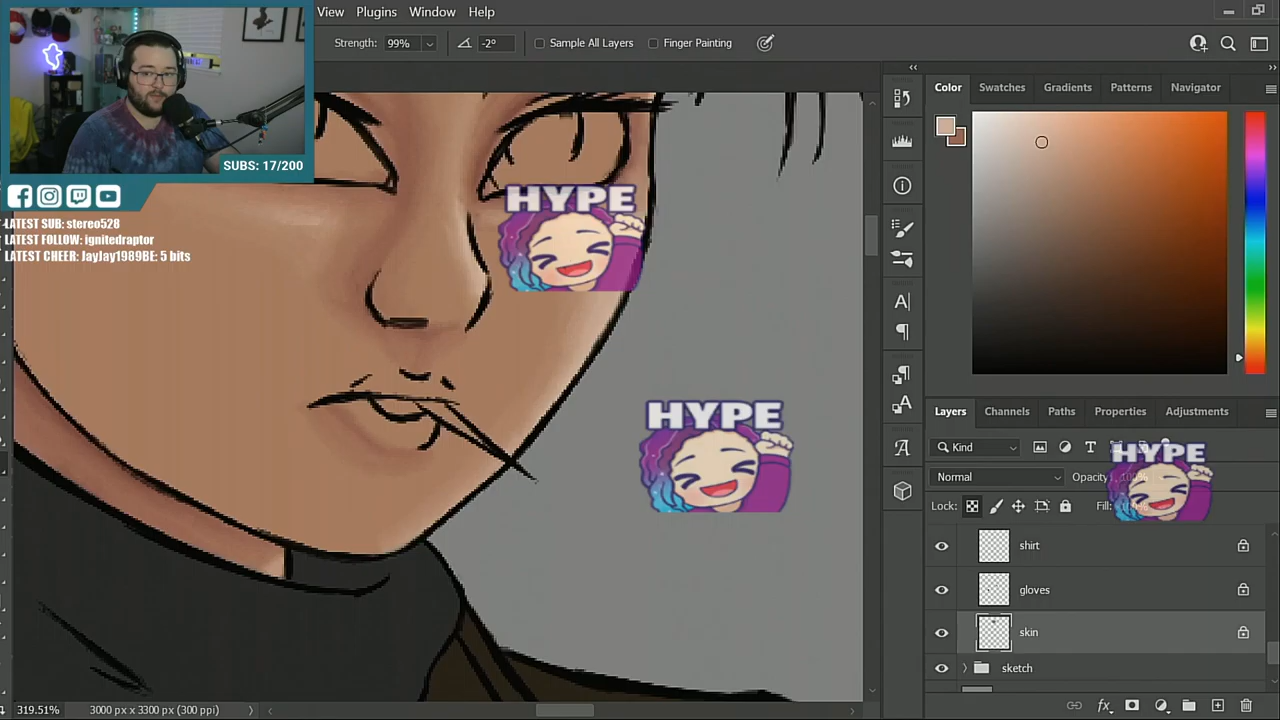 View Plugins Window Help
Strength: 99% -2° Sample All Layers Finger Painting
SUBS: 17/200
LATEST SUB: stereo528
LATEST FOLLOW: ignitedraptor
LATEST CHEER: JayJay1989BE: 5 bits
HYPE
HYPE
HYPE
Color Swatches Gradients Patterns Navigator
Layers Channels Paths Properties Adjustments
Kind
Normal Opacity: 100%
Lock: Fill:
shirt
gloves
skin
sketch
319.51% 3000 px x 3300 px (300 ppi)